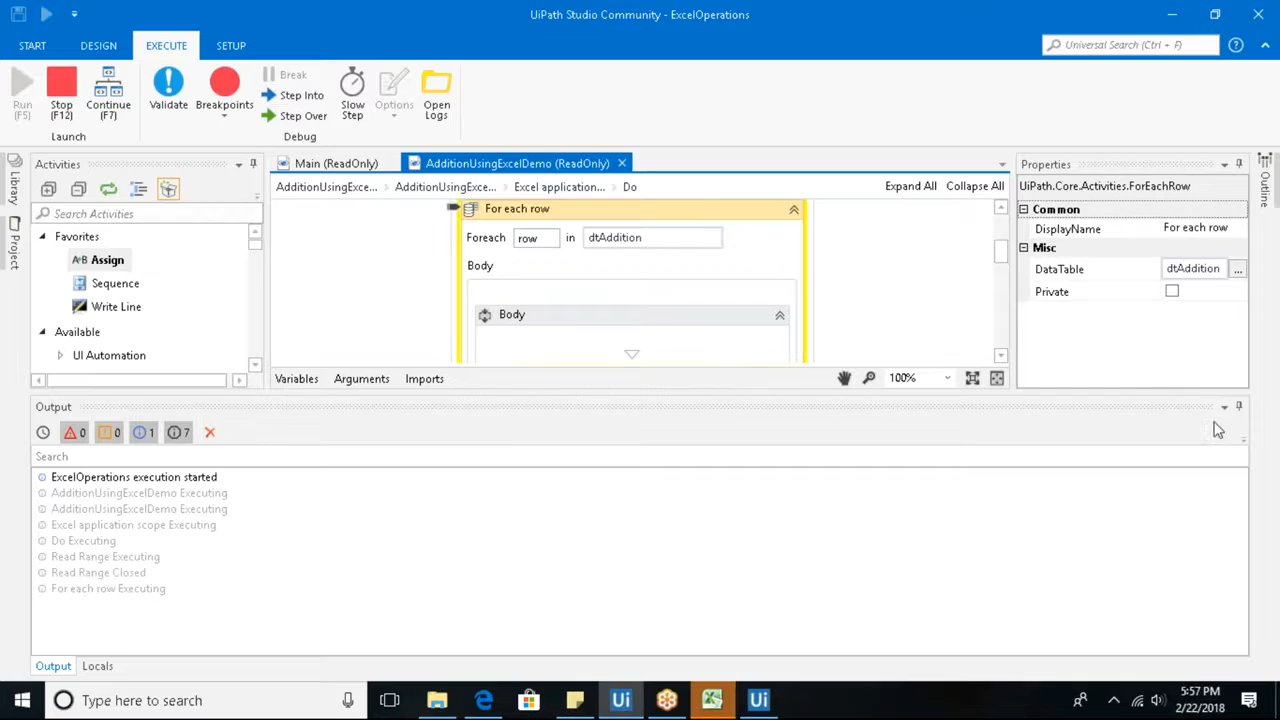 UiPath Studio Community - ExcelOperations
START DESIGN EXECUTE SETUP
Universal Search (Ctrl + F)
Run (F5)
Stop (F12)
Continue (F7)
Launch
Validate
Breakpoints
Break
Step Into
Step Over
Slow Step
Options
Open Logs
Debug
Library
Project
Activities
Search Activities
Favorites
A+B Assign
Sequence
Write Line
Available
UI Automation
Main (ReadOnly)
AdditionUsingExcelDemo (ReadOnly)
AdditionUsingExce... AdditionUsingExce... Excel application... Do
Expand All Collapse All
For each row
Foreach row in dtAddition
Body
Body
Variables Arguments Imports
100%
Properties
UiPath.Core.Activities.ForEachRow
Common
DisplayName For each row
Misc
DataTable dtAddition ...
Private
Outline
Output
0 0 1 7
Search
ExcelOperations execution started
AdditionUsingExcelDemo Executing
AdditionUsingExcelDemo Executing
Excel application scope Executing
Do Executing
Read Range Executing
Read Range Closed
For each row Executing
Output Locals
Type here to search
Ui
Ui
5:57 PM
2/22/2018